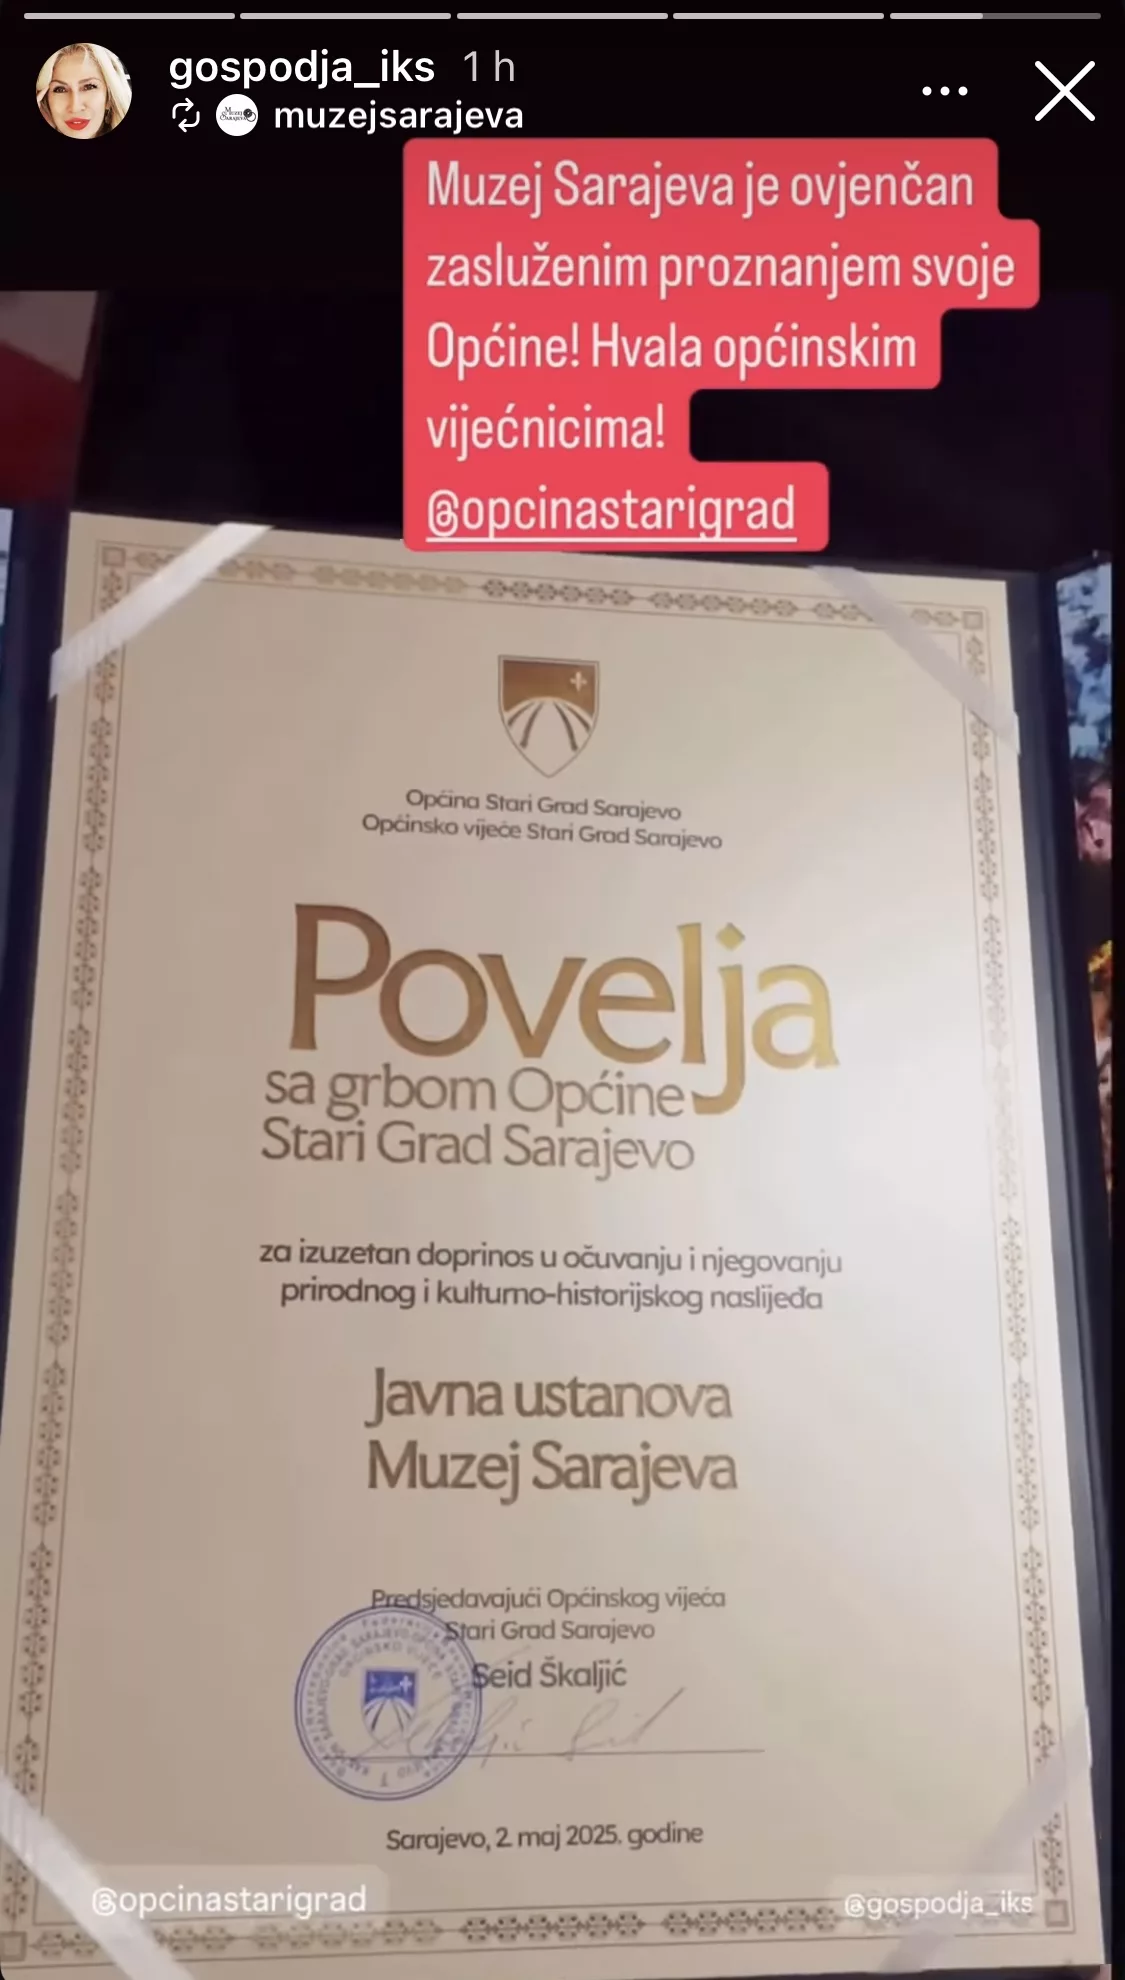 gospodja_iks 1 h
muzejsarajeva
Muzej Sarajeva je ovjenčan
zasluženim proznanjem svoje
Općine! Hvala općinskim
vijećnicima!
@opcinastarigrad
Općina Stari Grad Sarajevo
Općinsko vijeće Stari Grad Sarajevo
Povelja
sa grbom Općine
Stari Grad Sarajevo
za izuzetan doprinos u očuvanju i njegovanju
prirodnog i kulturno-historijskog naslijeđa
Javna ustanova
Muzej Sarajeva
Predsjedavajući Općinskog vijeća
Stari Grad Sarajevo
Seid Škaljić
Sarajevo, 2. maj 2025. godine
@opcinastarigrad
@gospodja_iks